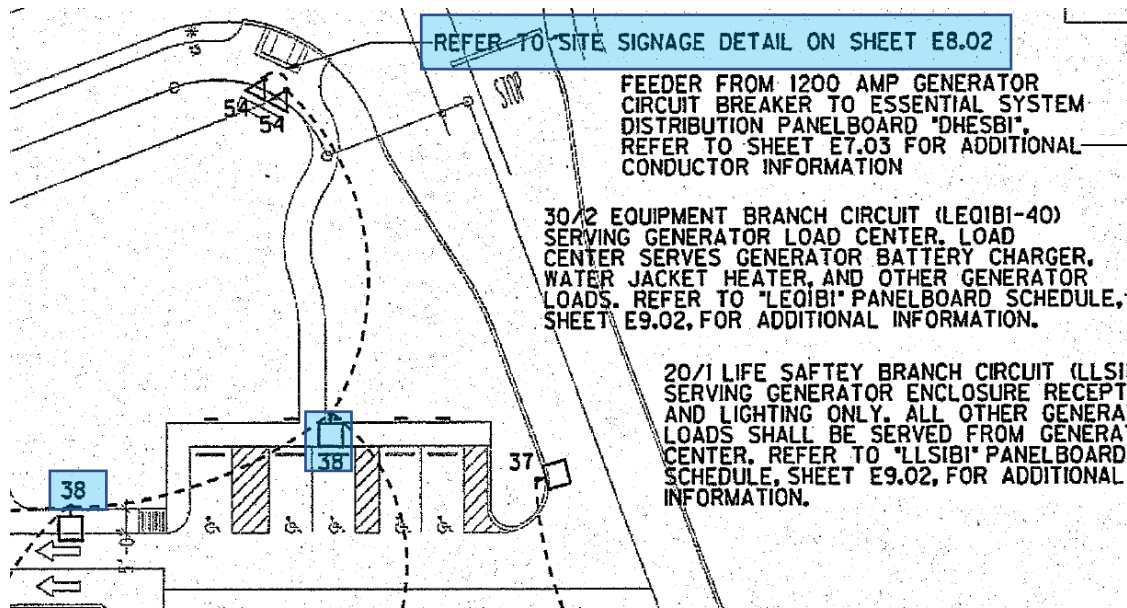 REFER TO SITE SIGNAGE DETAIL ON SHEET E8.02
STOP
54
54
FEEDER FROM 1200 AMP GENERATOR
CIRCUIT BREAKER TO ESSENTIAL SYSTEM
DISTRIBUTION PANELBOARD "DHESB1",
REFER TO SHEET E7.03 FOR ADDITIONAL
CONDUCTOR INFORMATION
30/2 EQUIPMENT BRANCH CIRCUIT (LEQ1B1-40)
SERVING GENERATOR LOAD CENTER. LOAD
CENTER SERVES GENERATOR BATTERY CHARGER,
WATER JACKET HEATER, AND OTHER GENERATOR
LOADS. REFER TO "LEQ1B1" PANELBOARD SCHEDULE,
SHEET E9.02, FOR ADDITIONAL INFORMATION.
20/1 LIFE SAFTEY BRANCH CIRCUIT (LLS1
SERVING GENERATOR ENCLOSURE RECEPT
AND LIGHTING ONLY. ALL OTHER GENERA
LOADS SHALL BE SERVED FROM GENERA
CENTER. REFER TO "LLS1B1" PANELBOARD
SCHEDULE, SHEET E9.02, FOR ADDITIONAL
INFORMATION.
38
37
38